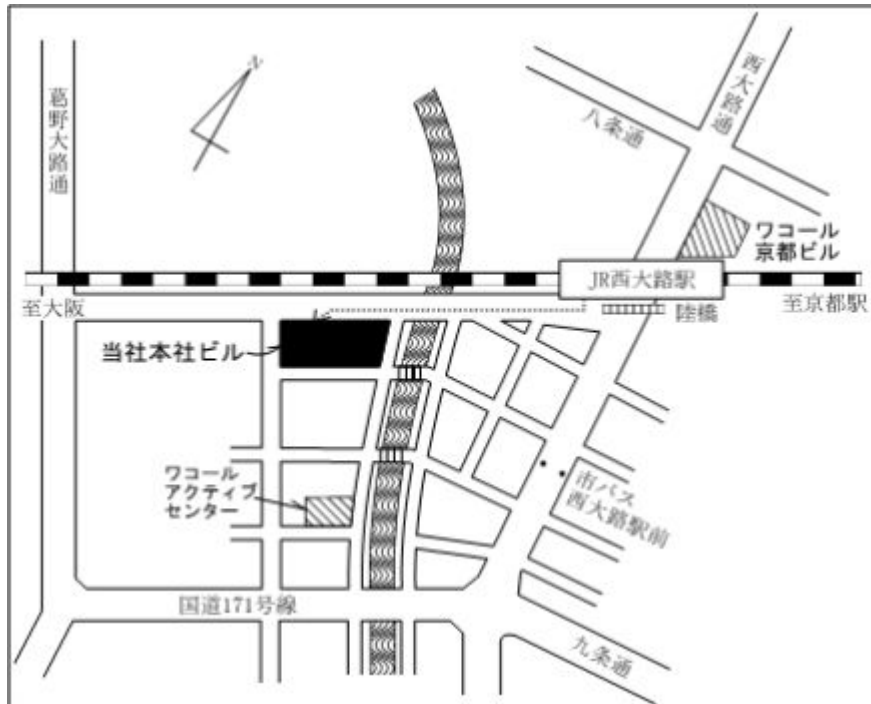 N
西大路通
葛野大路通
八条通
ワコール
京都ビル
JR西大路駅
至大阪
陸橋
至京都駅
当社本社ビル
ワコール
アクティブ
センター
市バス
西大路駅前
国道171号線
九条通